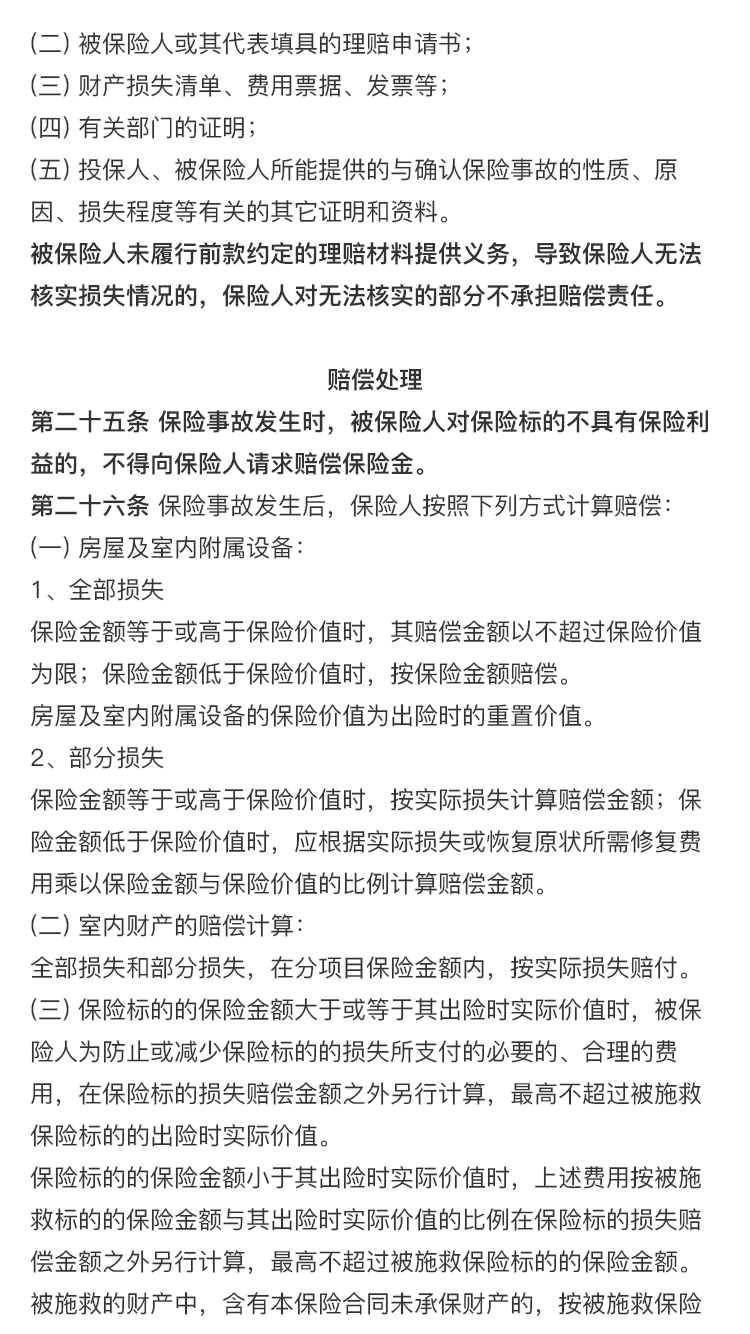 (二) 被保险人或其代表填具的理赔申请书；
(三) 财产损失清单、费用票据、发票等；
(四) 有关部门的证明；
(五) 投保人、被保险人所能提供的与确认保险事故的性质、原
因、损失程度等有关的其它证明和资料。
被保险人未履行前款约定的理赔材料提供义务，导致保险人无法
核实损失情况的，保险人对无法核实的部分不承担赔偿责任。
赔偿处理
第二十五条 保险事故发生时，被保险人对保险标的不具有保险利
益的，不得向保险人请求赔偿保险金。
第二十六条 保险事故发生后，保险人按照下列方式计算赔偿：
(一) 房屋及室内附属设备：
1、全部损失
保险金额等于或高于保险价值时，其赔偿金额以不超过保险价值
为限；保险金额低于保险价值时，按保险金额赔偿。
房屋及室内附属设备的保险价值为出险时的重置价值。
2、部分损失
保险金额等于或高于保险价值时，按实际损失计算赔偿金额；保
险金额低于保险价值时，应根据实际损失或恢复原状所需修复费
用乘以保险金额与保险价值的比例计算赔偿金额。
(二) 室内财产的赔偿计算：
全部损失和部分损失，在分项目保险金额内，按实际损失赔付。
(三) 保险标的的保险金额大于或等于其出险时实际价值时，被保
险人为防止或减少保险标的的损失所支付的必要的、合理的费
用，在保险标的损失赔偿金额之外另行计算，最高不超过被施救
保险标的的出险时实际价值。
保险标的的保险金额小于其出险时实际价值时，上述费用按被施
救标的的保险金额与其出险时实际价值的比例在保险标的损失赔
偿金额之外另行计算，最高不超过被施救保险标的的保险金额。
被施救的财产中，含有本保险合同未承保财产的，按被施救保险